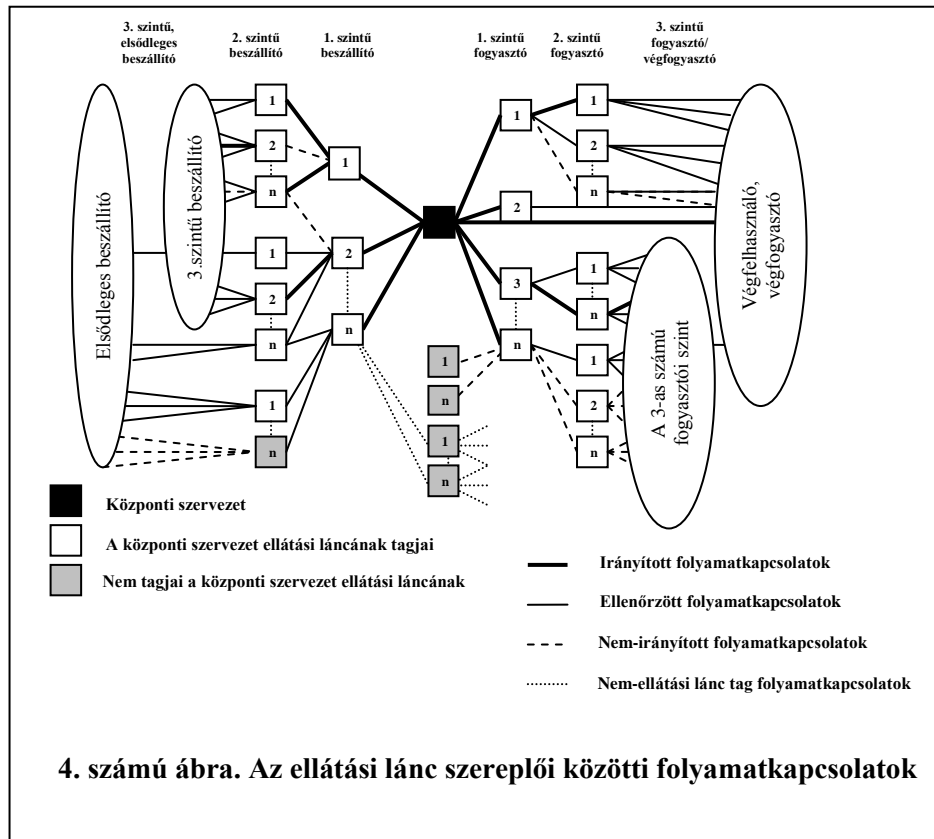 3. szintű,
elsődleges
beszállító
2. szintű
beszállító
1. szintű
beszállító
1. szintű
fogyasztó
2. szintű
fogyasztó
3. szintű
fogyasztó/
végfogyasztó
Elsődleges beszállító
3.szintű beszállító
1
2
n
1
2
n
1
n
1
2
n
1
n
1
n
1
2
3
n
1
2
n
1
n
1
2
n
A 3-as számú
fogyasztói szint
Végfelhasználó,
végfogyasztó
Központi szervezet
A központi szervezet ellátási láncának tagjai
Nem tagjai a központi szervezet ellátási láncának
Irányított folyamatkapcsolatok
Ellenőrzött folyamatkapcsolatok
Nem-irányított folyamatkapcsolatok
Nem-ellátási lánc tag folyamatkapcsolatok
4. számú ábra. Az ellátási lánc szereplői közötti folyamatkapcsolatok